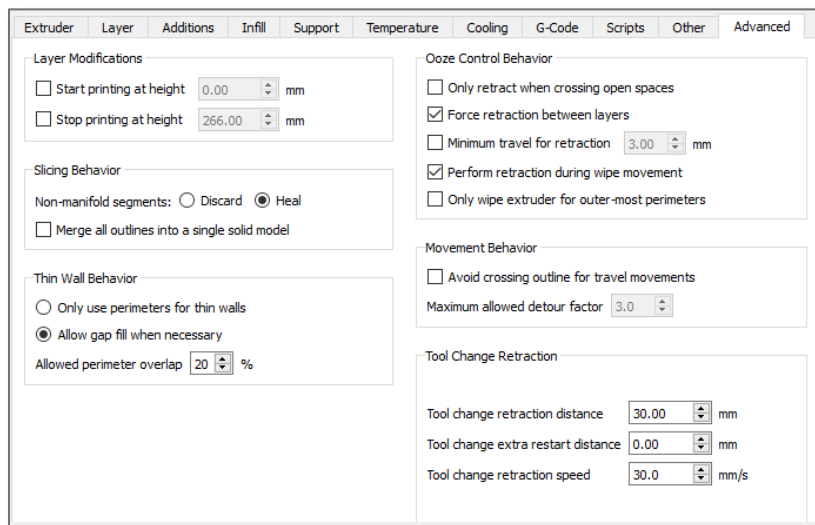 Extruder Layer Additions Infill Support Temperature Cooling G-Code Scripts Other Advanced
Layer Modifications
Start printing at height 0.00 mm
Stop printing at height 266.00 mm
Slicing Behavior
Non-manifold segments: Discard Heal
Merge all outlines into a single solid model
Thin Wall Behavior
Only use perimeters for thin walls
Allow gap fill when necessary
Allowed perimeter overlap 20 %
Ooze Control Behavior
Only retract when crossing open spaces
Force retraction between layers
Minimum travel for retraction 3.00 mm
Perform retraction during wipe movement
Only wipe extruder for outer-most perimeters
Movement Behavior
Avoid crossing outline for travel movements
Maximum allowed detour factor 3.0
Tool Change Retraction
Tool change retraction distance 30.00 mm
Tool change extra restart distance 0.00 mm
Tool change retraction speed 30.0 mm/s